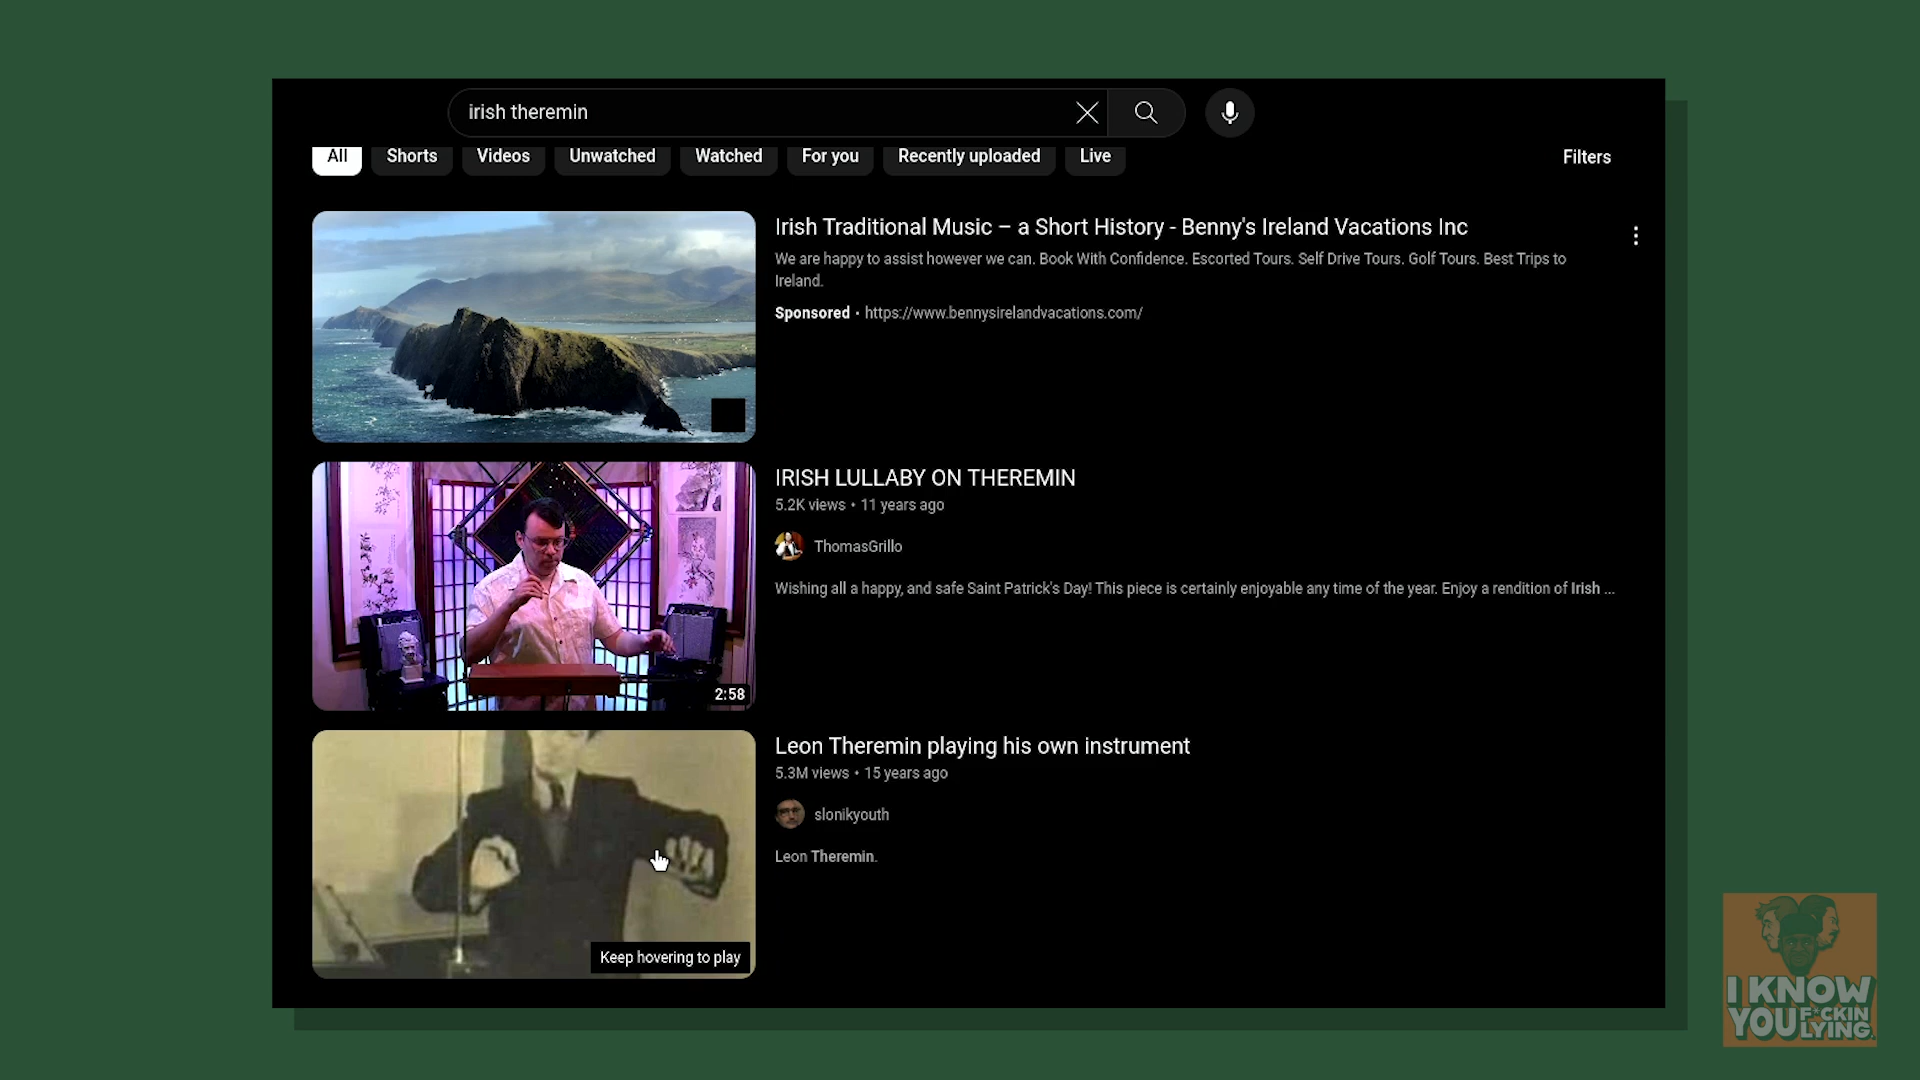 irish theremin
All
Shorts
Videos
Unwatched
Watched
For you
Recently uploaded
Live
Filters
Irish Traditional Music – a Short History - Benny's Ireland Vacations Inc
We are happy to assist however we can. Book With Confidence. Escorted Tours. Self Drive Tours. Golf Tours. Best Trips to
Ireland.
Sponsored · https://www.bennysirelandvacations.com/
IRISH LULLABY ON THEREMIN
5.2K views • 11 years ago
ThomasGrillo
Wishing all a happy, and safe Saint Patrick's Day! This piece is certainly enjoyable any time of the year. Enjoy a rendition of Irish ...
2:58
Leon Theremin playing his own instrument
5.3M views • 15 years ago
slonikyouth
Leon Theremin.
Keep hovering to play
I KNOW
YOU F*CKIN
LYING.